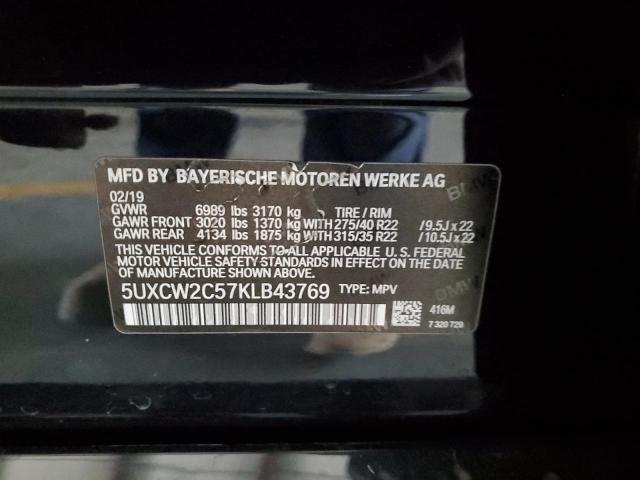 MFD BY BAYERISCHE MOTOREN WERKE AG
02/19
GVWR 6989 lbs 3170 kg TIRE / RIM
GAWR FRONT 3020 lbs 1370 kg WITH 275/40 R22 / 9.5J x 22
GAWR REAR 4134 lbs 1875 kg WITH 315/35 R22 / 10.5J x 22
THIS VEHICLE CONFORMS TO ALL APPLICABLE U. S. FEDERAL
MOTOR VEHICLE SAFETY STANDARDS IN EFFECT ON THE DATE
OF MANUFACTURE SHOWN ABOVE.
5UXCW2C57KLB43769 TYPE: MPV
416M
7 320 729